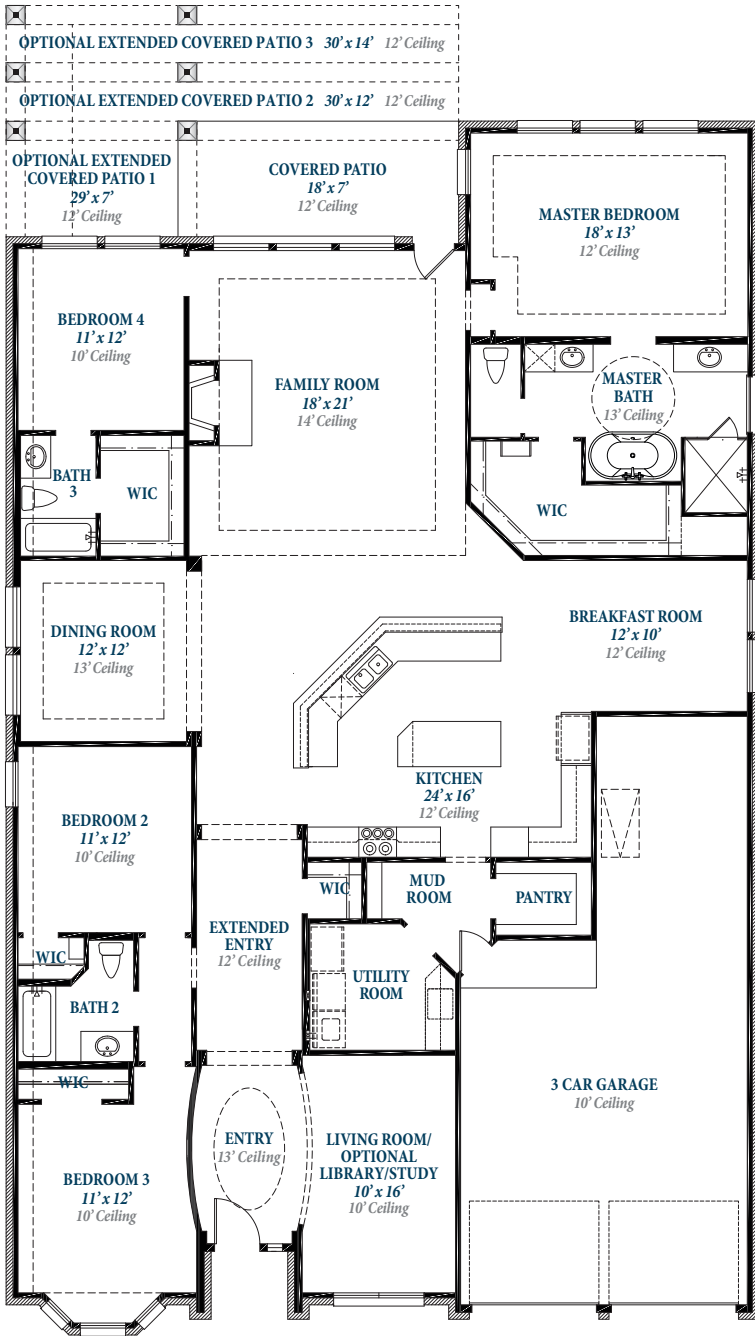 OPTIONAL EXTENDED COVERED PATIO 3 30' x 14' 12' Ceiling
OPTIONAL EXTENDED COVERED PATIO 2 30' x 12' 12' Ceiling
OPTIONAL EXTENDED
COVERED PATIO 1
29' x 7'
12' Ceiling
COVERED PATIO
18' x 7'
12' Ceiling
MASTER BEDROOM
18' x 13'
12' Ceiling
BEDROOM 4
11' x 12'
10' Ceiling
FAMILY ROOM
18' x 21'
14' Ceiling
MASTER
BATH
13' Ceiling
BATH
3
WIC
WIC
DINING ROOM
12' x 12'
13' Ceiling
BREAKFAST ROOM
12' x 10'
12' Ceiling
KITCHEN
24' x 16'
12' Ceiling
BEDROOM 2
11' x 12'
10' Ceiling
WIC
MUD
ROOM
PANTRY
EXTENDED
ENTRY
12' Ceiling
WIC
UTILITY
ROOM
BATH 2
WIC
3 CAR GARAGE
10' Ceiling
ENTRY
13' Ceiling
LIVING ROOM/
OPTIONAL
LIBRARY/STUDY
10' x 16'
10' Ceiling
BEDROOM 3
11' x 12'
10' Ceiling